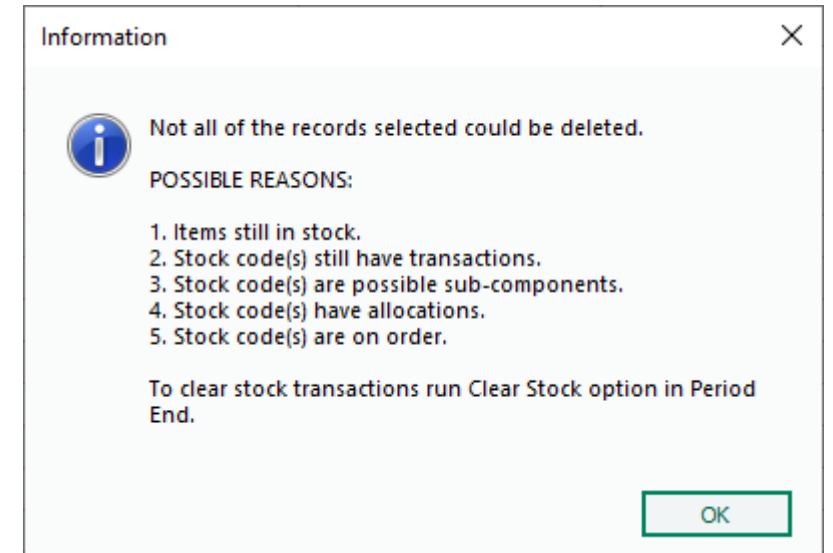 Information
Not all of the records selected could be deleted.
POSSIBLE REASONS:
1. Items still in stock.
2. Stock code(s) still have transactions.
3. Stock code(s) are possible sub-components.
4. Stock code(s) have allocations.
5. Stock code(s) are on order.
To clear stock transactions run Clear Stock option in Period
End.
OK